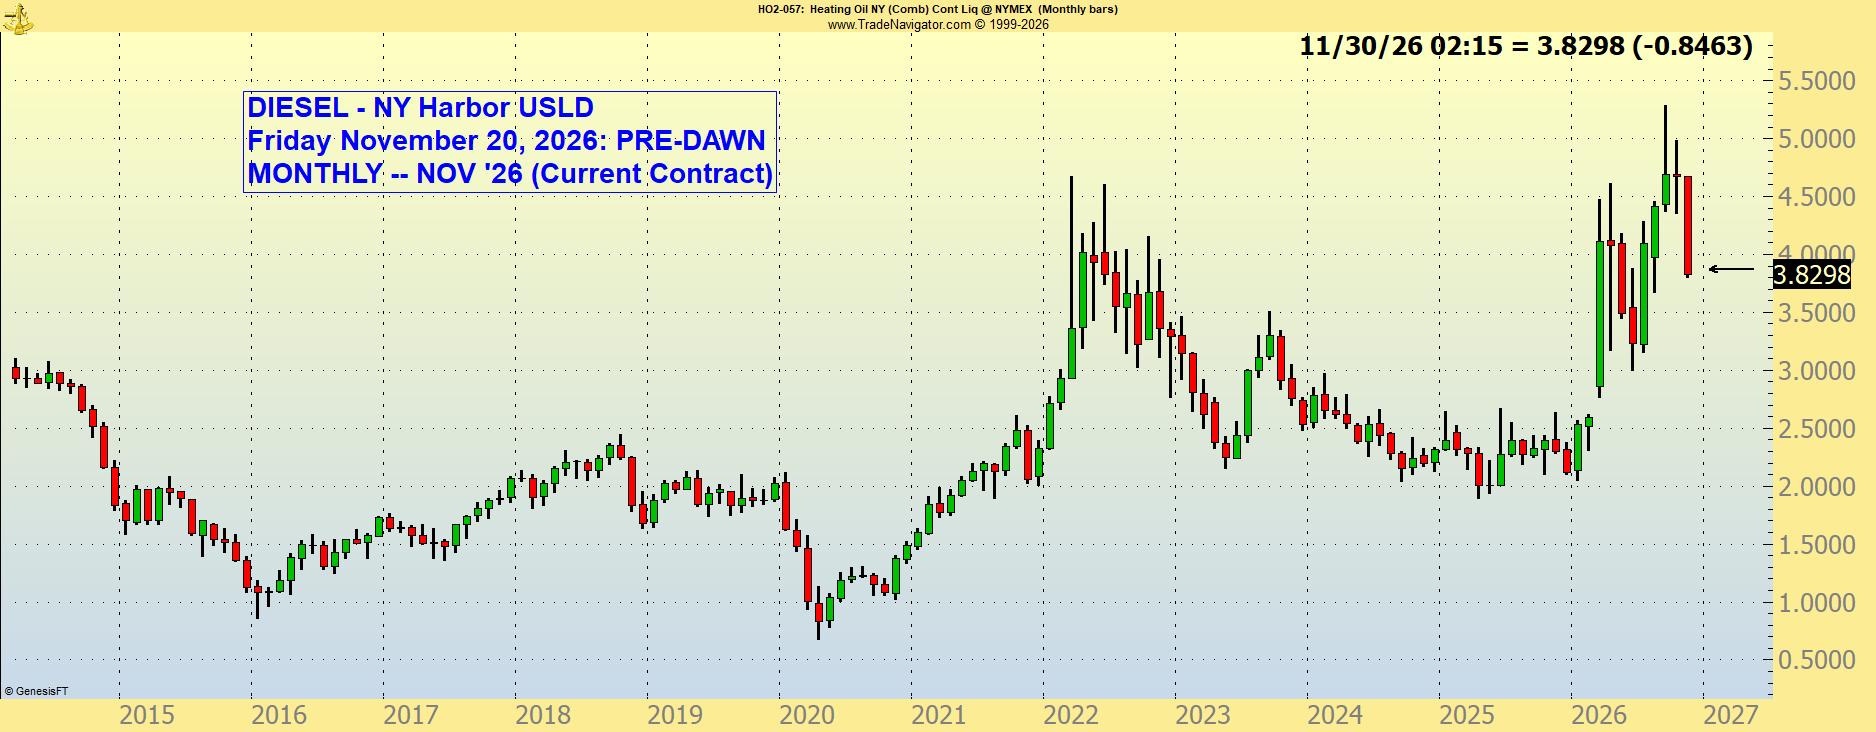 HO2-057:  Heating Oil NY (Comb) Cont Liq @ NYMEX  (Monthly bars)
www.TradeNavigator.com © 1999-2026
11/30/26 02:15 = 3.8298 (-0.8463)
DIESEL - NY Harbor USLD
Friday November 20, 2026: PRE-DAWN
MONTHLY -- NOV '26 (Current Contract)
5.5000
5.0000
4.5000
4.0000
3.8298
3.5000
3.0000
2.5000
2.0000
1.5000
1.0000
0.5000
© GenesisFT
2015 2016 2017 2018 2019 2020 2021 2022 2023 2024 2025 2026 2027